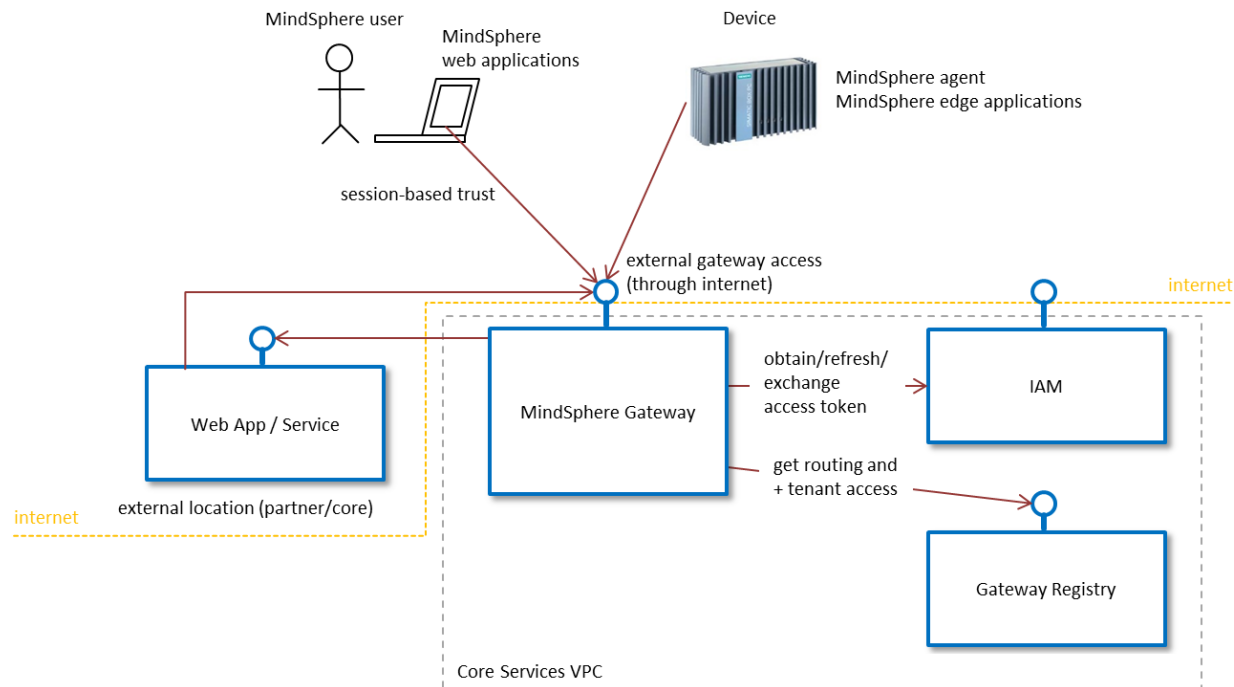 MindSphere user
MindSphere
web applications
Device
MindSphere agent
MindSphere edge applications
session-based trust
external gateway access
(through internet)
internet
MindSphere Gateway
obtain/refresh/
exchange
access token
IAM
Web App / Service
get routing and
+ tenant access
external location (partner/core)
internet
Gateway Registry
Core Services VPC